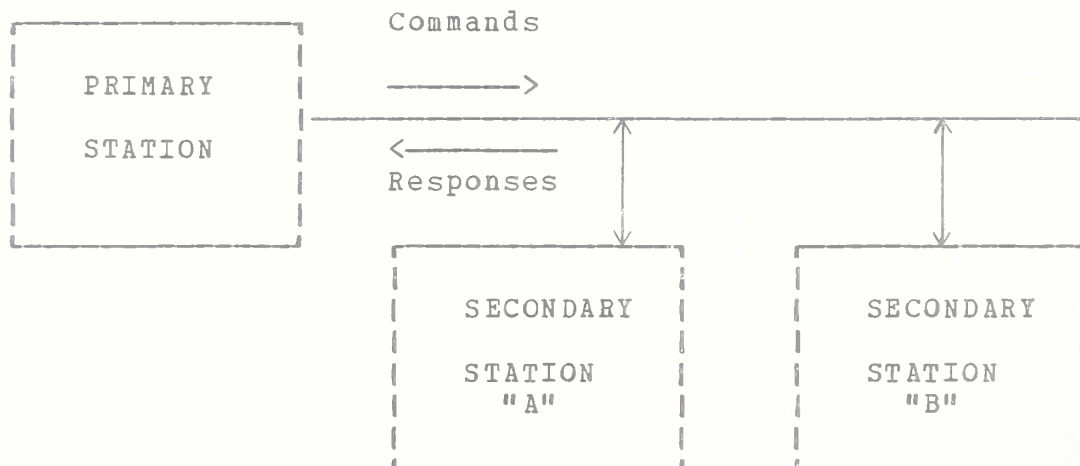 Commands
PRIMARY
STATION
Responses
SECONDARY
STATION
"A"
SECONDARY
STATION
"B"